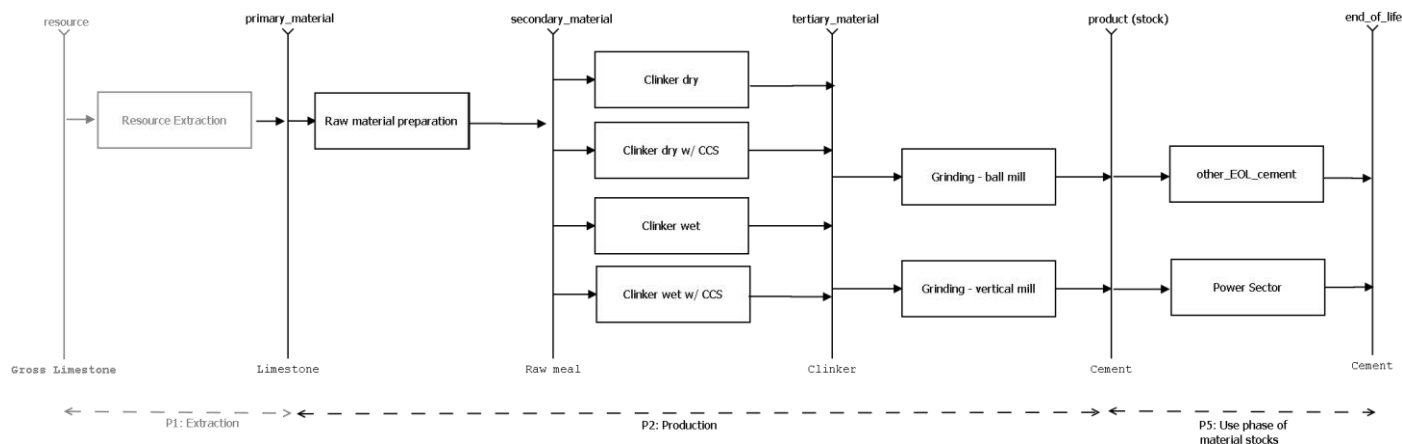 resource
primary_material
secondary_material
tertiary_material
product (stock)
end_of_life
Clinker dry
Resource Extraction
Raw material preparation
Clinker dry w/ CCS
Grinding - ball mill
other_EOL_cement
Clinker wet
Clinker wet w/ CCS
Grinding - vertical mill
Power Sector
Gross Limestone
Limestone
Raw meal
Clinker
Cement
Cement
P1: Extraction
P2: Production
P5: Use phase of
material stocks